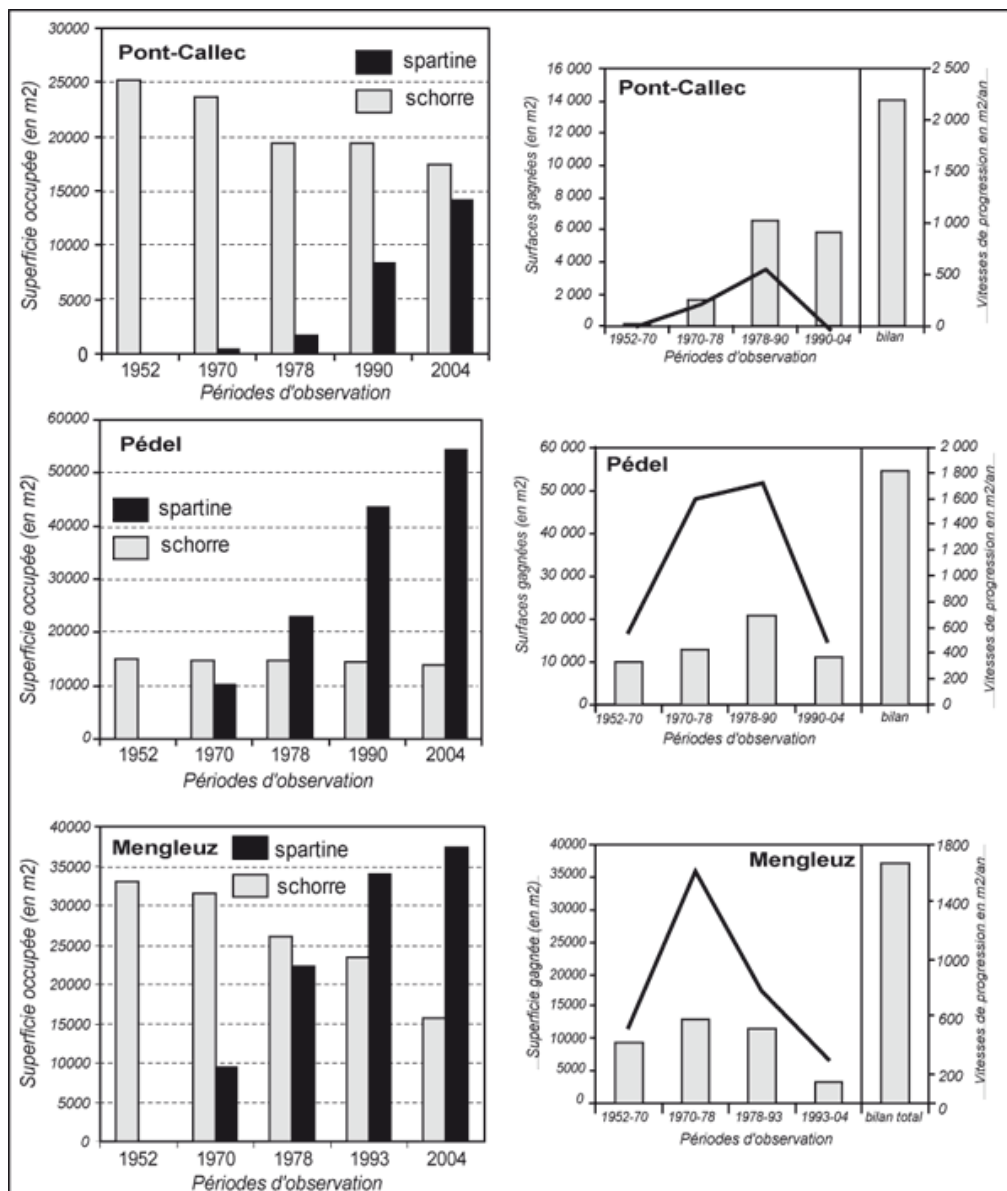 Pont-Callec
spartine
schorre
Superficie occupée (en m2)
30000
25000
20000
15000
10000
5000
0
1952 1970 1978 1990 2004
Périodes d'observation
Pont-Callec
Surfaces gagnées (en m2)
16 000
14 000
12 000
10 000
8 000
6 000
4 000
2 000
0
2 500
2 000
1 500
1 000
500
0
Vitesses de progression en m2/an
1952-70 1970-78 1978-90 1990-04 bilan
Périodes d'observation
Pédel
spartine
schorre
Superficie occupée (en m2)
60000
50000
40000
30000
20000
10000
0
1952 1970 1978 1990 2004
Périodes d'observation
Pédel
Surfaces gagnées (en m2)
60 000
50 000
40 000
30 000
20 000
10 000
0
2 000
1 800
1 600
1 400
1 200
1 000
800
600
400
200
0
Vitesses de progression en m2/an
1952-70 1970-78 1978-90 1990-04 bilan
Périodes d'observation
Mengleuz
spartine
schorre
Superficie occupée (en m2)
40000
35000
30000
25000
20000
15000
10000
5000
0
1952 1970 1978 1993 2004
Périodes d'observation
Mengleuz
Superficie gagnée (en m2)
40000
35000
30000
25000
20000
15000
10000
5000
0
1800
1400
1000
600
200
0
Vitesses de progression en m2/an
1952-70 1970-78 1978-93 1993-04 bilan total
Périodes d'observation